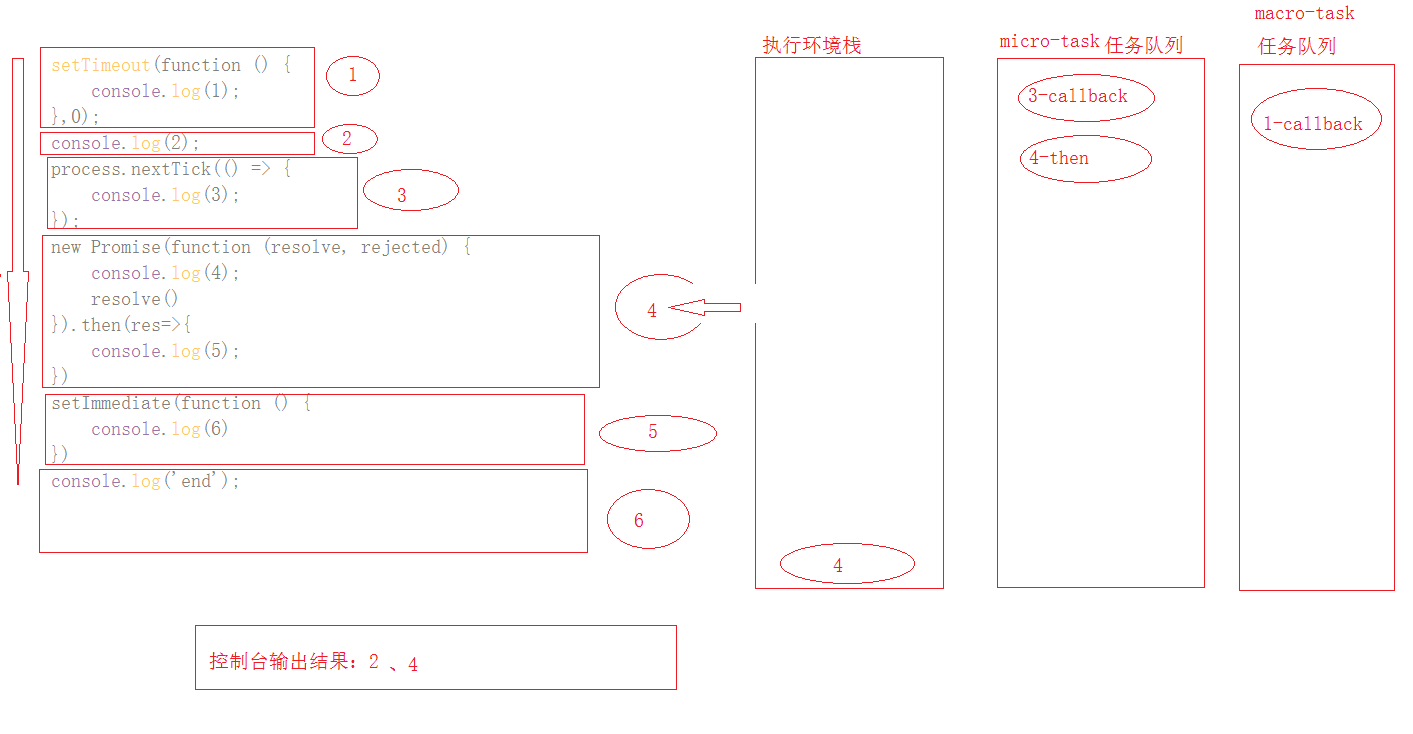 setTimeout(function () {
    console.log(1);
},0);
console.log(2);
process.nextTick(() => {
    console.log(3);
});
new Promise(function (resolve, rejected) {
    console.log(4);
    resolve()
}).then(res=>{
    console.log(5);
})
setImmediate(function () {
    console.log(6)
})
console.log('end');
1
2
3
4
5
6
执行环境栈
4
micro-task 任务队列
3-callback
4-then
macro-task
任务队列
1-callback
控制台输出结果：2 、4